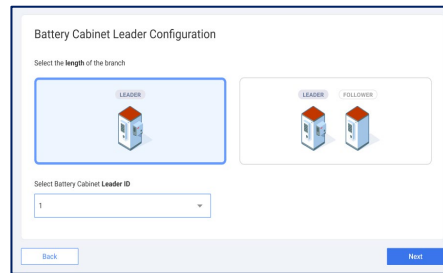 Battery Cabinet Leader Configuration
Select the length of the branch
LEADER
LEADER FOLLOWER
Select Battery Cabinet Leader ID
1
Back Next